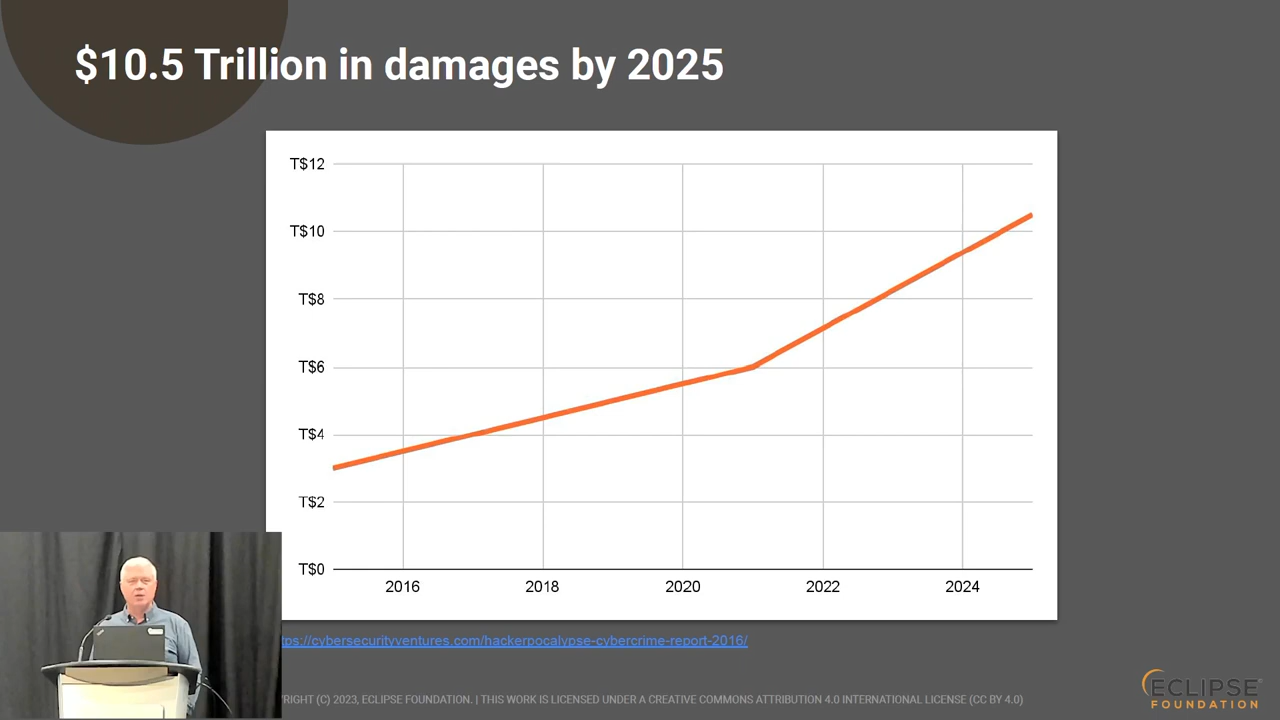 $10.5 Trillion in damages by 2025
T$12
T$10
T$8
T$6
T$4
T$2
T$0
2016 2018 2020 2022 2024
tps://cybersecurityventures.com/hackerpocalypse-cybercrime-report-2016/
RIGHT (C) 2023, ECLIPSE FOUNDATION. | THIS WORK IS LICENSED UNDER A CREATIVE COMMONS ATTRIBUTION 4.0 INTERNATIONAL LICENSE (CC BY 4.0)
ECLIPSE
FOUNDATION